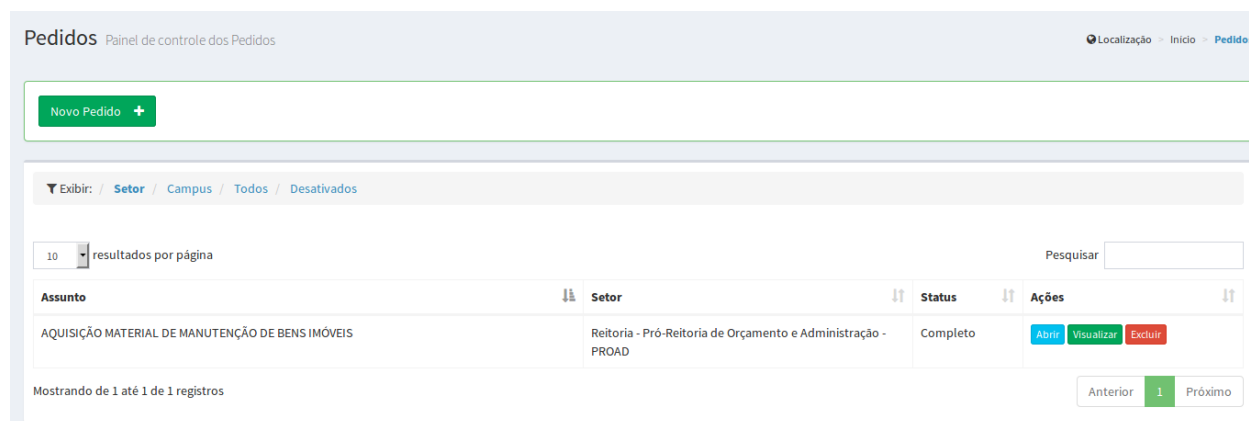 Pedidos Painel de controle dos Pedidos
Localização > Início > Pedidos
Novo Pedido
Exibir: / Setor / Campus / Todos / Desativados
10 resultados por página
Pesquisar
Assunto Setor Status Ações
AQUISIÇÃO MATERIAL DE MANUTENÇÃO DE BENS IMÓVEIS Reitoria - Pró-Reitoria de Orçamento e Administração - Completo Abrir Visualizar Excluir
PROAD
Mostrando de 1 até 1 de 1 registros
Anterior 1 Próximo